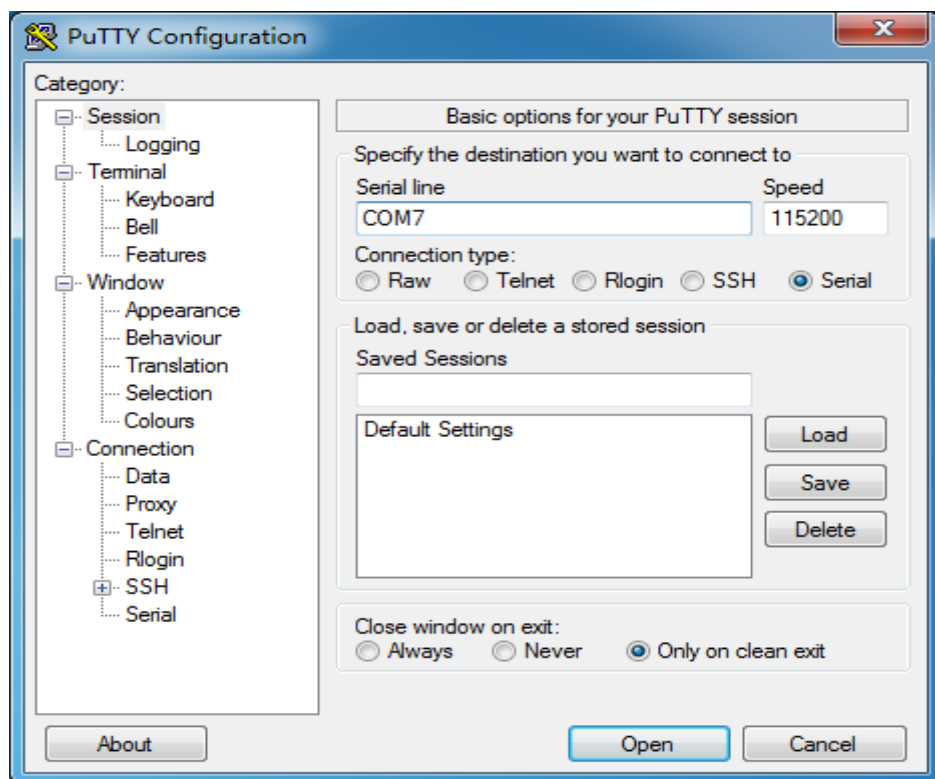 PuTTY Configuration
Category:
Session
Logging
Terminal
Keyboard
Bell
Features
Window
Appearance
Behaviour
Translation
Selection
Colours
Connection
Data
Proxy
Telnet
Rlogin
SSH
Serial
Basic options for your PuTTY session
Specify the destination you want to connect to
Serial line Speed
COM7 115200
Connection type:
Raw Telnet Rlogin SSH Serial
Load, save or delete a stored session
Saved Sessions
Default Settings
Load
Save
Delete
Close window on exit:
Always Never Only on clean exit
About Open Cancel